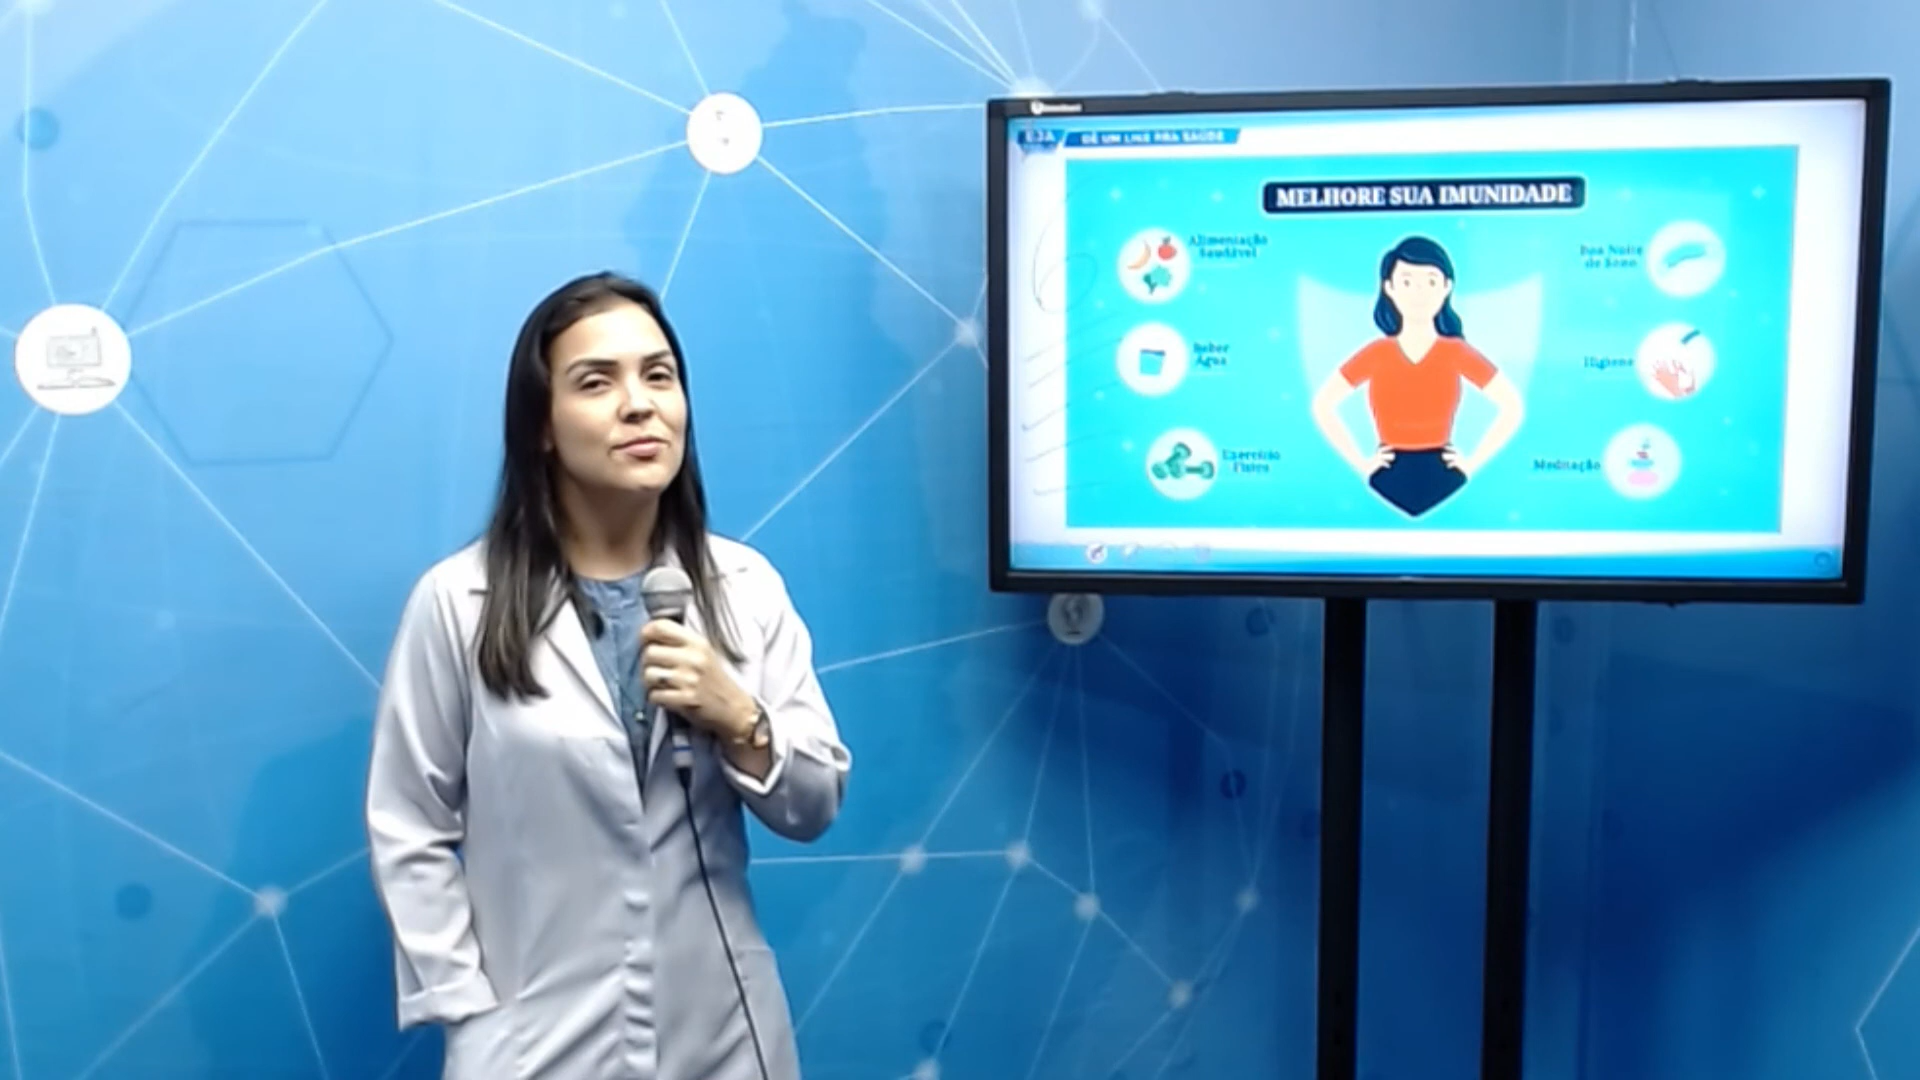 EJA
DÊ UM LIKE PRA SAÚDE
MELHORE SUA IMUNIDADE
Alimentação
Saudável
Boa Noite
de Sono
Beber
Água
Higiene
Exercício
Físico
Meditação